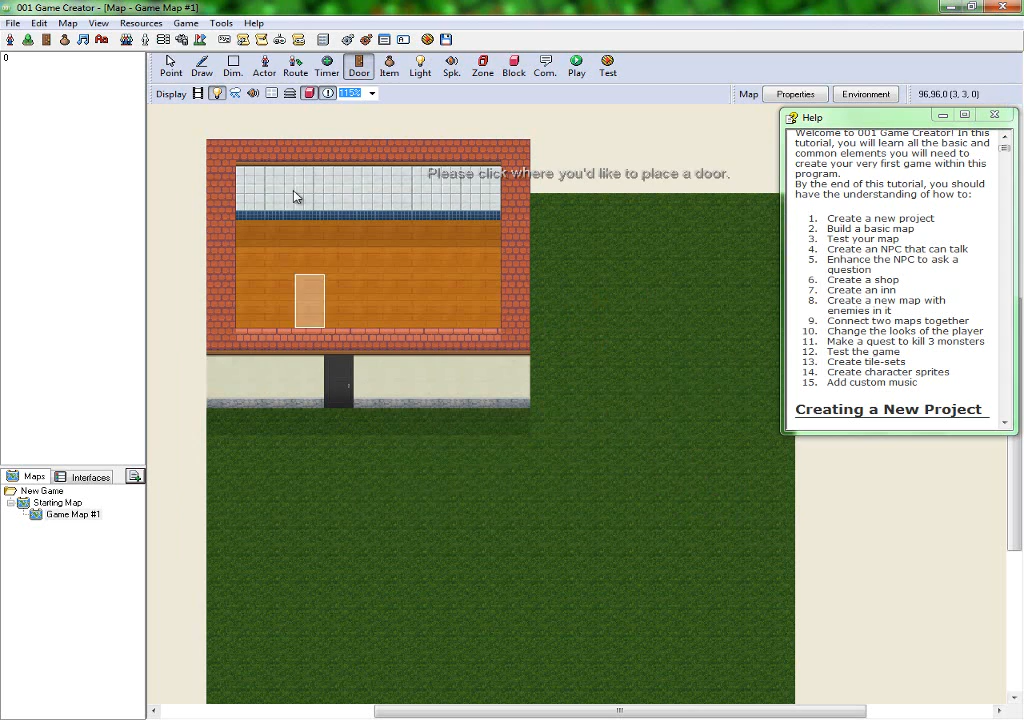 001 Game Creator - [Map - Game Map #1]
File Edit Map View Resources Game Tools Help
0
Point Draw Dim. Actor Route Timer Door Item Light Spk. Zone Block Com. Play Test
Display 115% Map Properties Environment 96,96,0 (3, 3, 0)
Please click where you'd like to place a door.
Help
Welcome to 001 Game Creator! In this
tutorial, you will learn all the basic and
common elements you will need to
create your very first game within this
program.
By the end of this tutorial, you should
have the understanding of how to:
1. Create a new project
2. Build a basic map
3. Test your map
4. Create an NPC that can talk
5. Enhance the NPC to ask a
question
6. Create a shop
7. Create an inn
8. Create a new map with
enemies in it
9. Connect two maps together
10. Change the looks of the player
11. Make a quest to kill 3 monsters
12. Test the game
13. Create tile-sets
14. Create character sprites
15. Add custom music
Creating a New Project
Maps Interfaces
New Game
Starting Map
Game Map #1